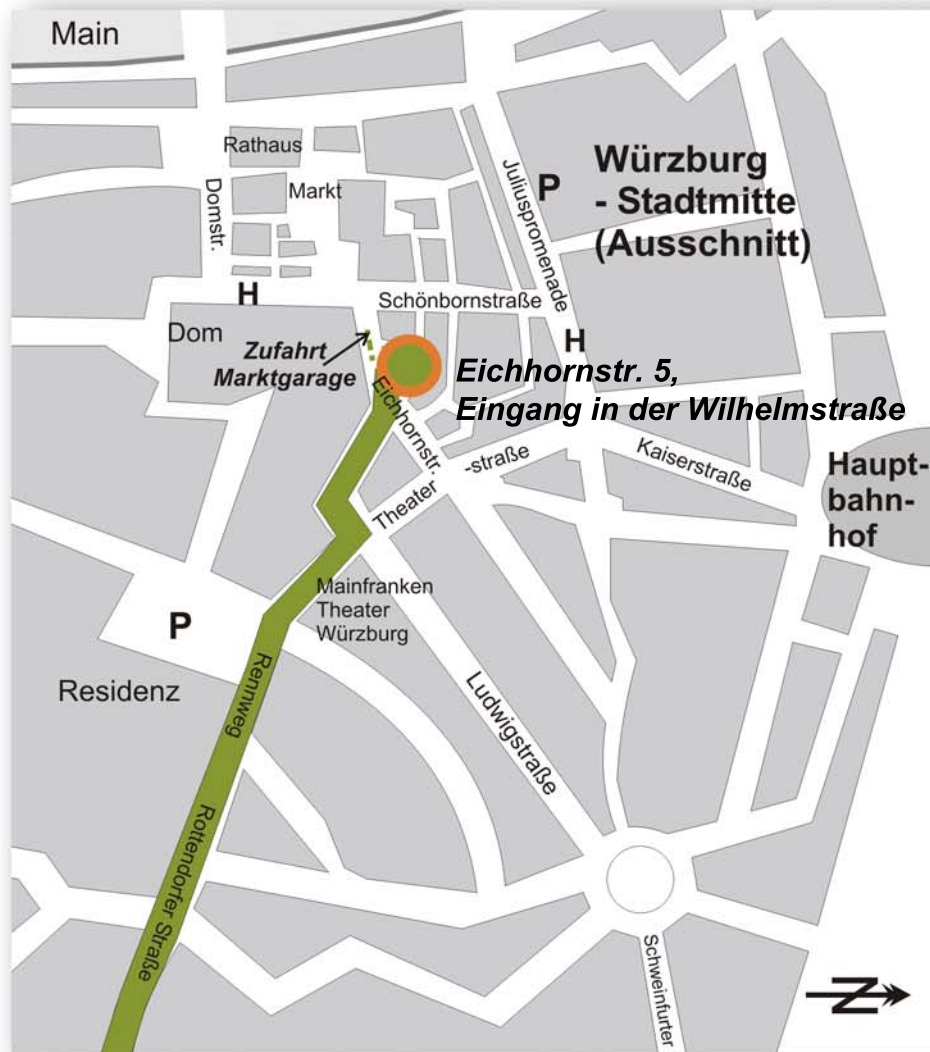 Main
Rathaus
Markt
Domstr.
Juliuspromenade
P
Würzburg
- Stadtmitte
(Ausschnitt)
H
Schönbornstraße
Dom
Zufahrt
Marktgarage
H
Eichhornstr. 5,
Eingang in der Wilhelmstraße
Eichhornstr.
Theater
-straße
Kaiserstraße
Haupt-
bahn-
hof
Mainfranken
Theater
Würzburg
P
Residenz
Rennweg
Ludwigstraße
Rottendorfer Straße
Schweinfurter
N